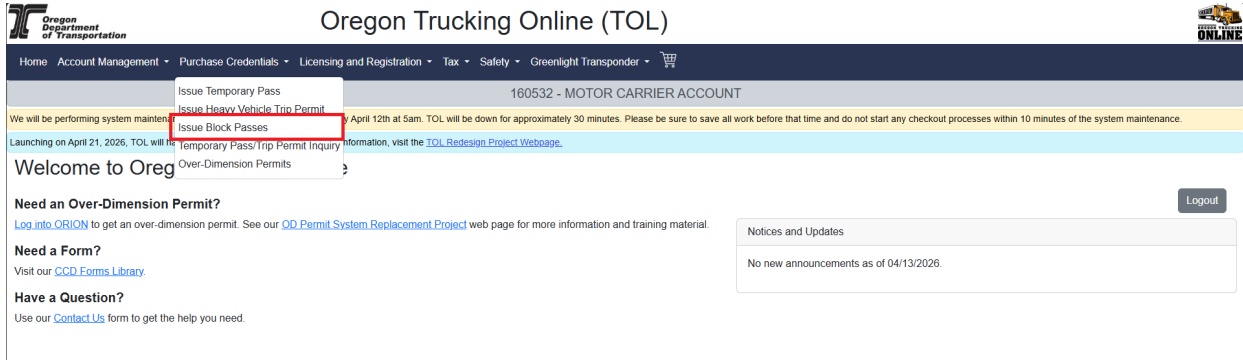 Oregon
Department
of Transportation
Oregon Trucking Online (TOL)
OREGON TRUCKING
ONLINE
Home Account Management Purchase Credentials Licensing and Registration Tax Safety Greenlight Transponder
160532 - MOTOR CARRIER ACCOUNT
Issue Temporary Pass
Issue Heavy Vehicle Trip Permit
Issue Block Passes
Temporary Pass/Trip Permit Inquiry
Over-Dimension Permits
We will be performing system April 12th at 5am. TOL will be down for approximately 30 minutes. Please be sure to save all work before that time and do not start any checkout processes within 10 minutes of the system maintenance.
Launching on April 21, 2026, TOL will visit the TOL Redesign Project Webpage.
Welcome to
Need an Over-Dimension Permit?
Log into ORION to get an over-dimension permit. See our OD Permit System Replacement Project web page for more information and training material.
Need a Form?
Visit our CCD Forms Library.
Have a Question?
Use our Contact Us form to get the help you need.
Logout
Notices and Updates
No new announcements as of 04/13/2026.